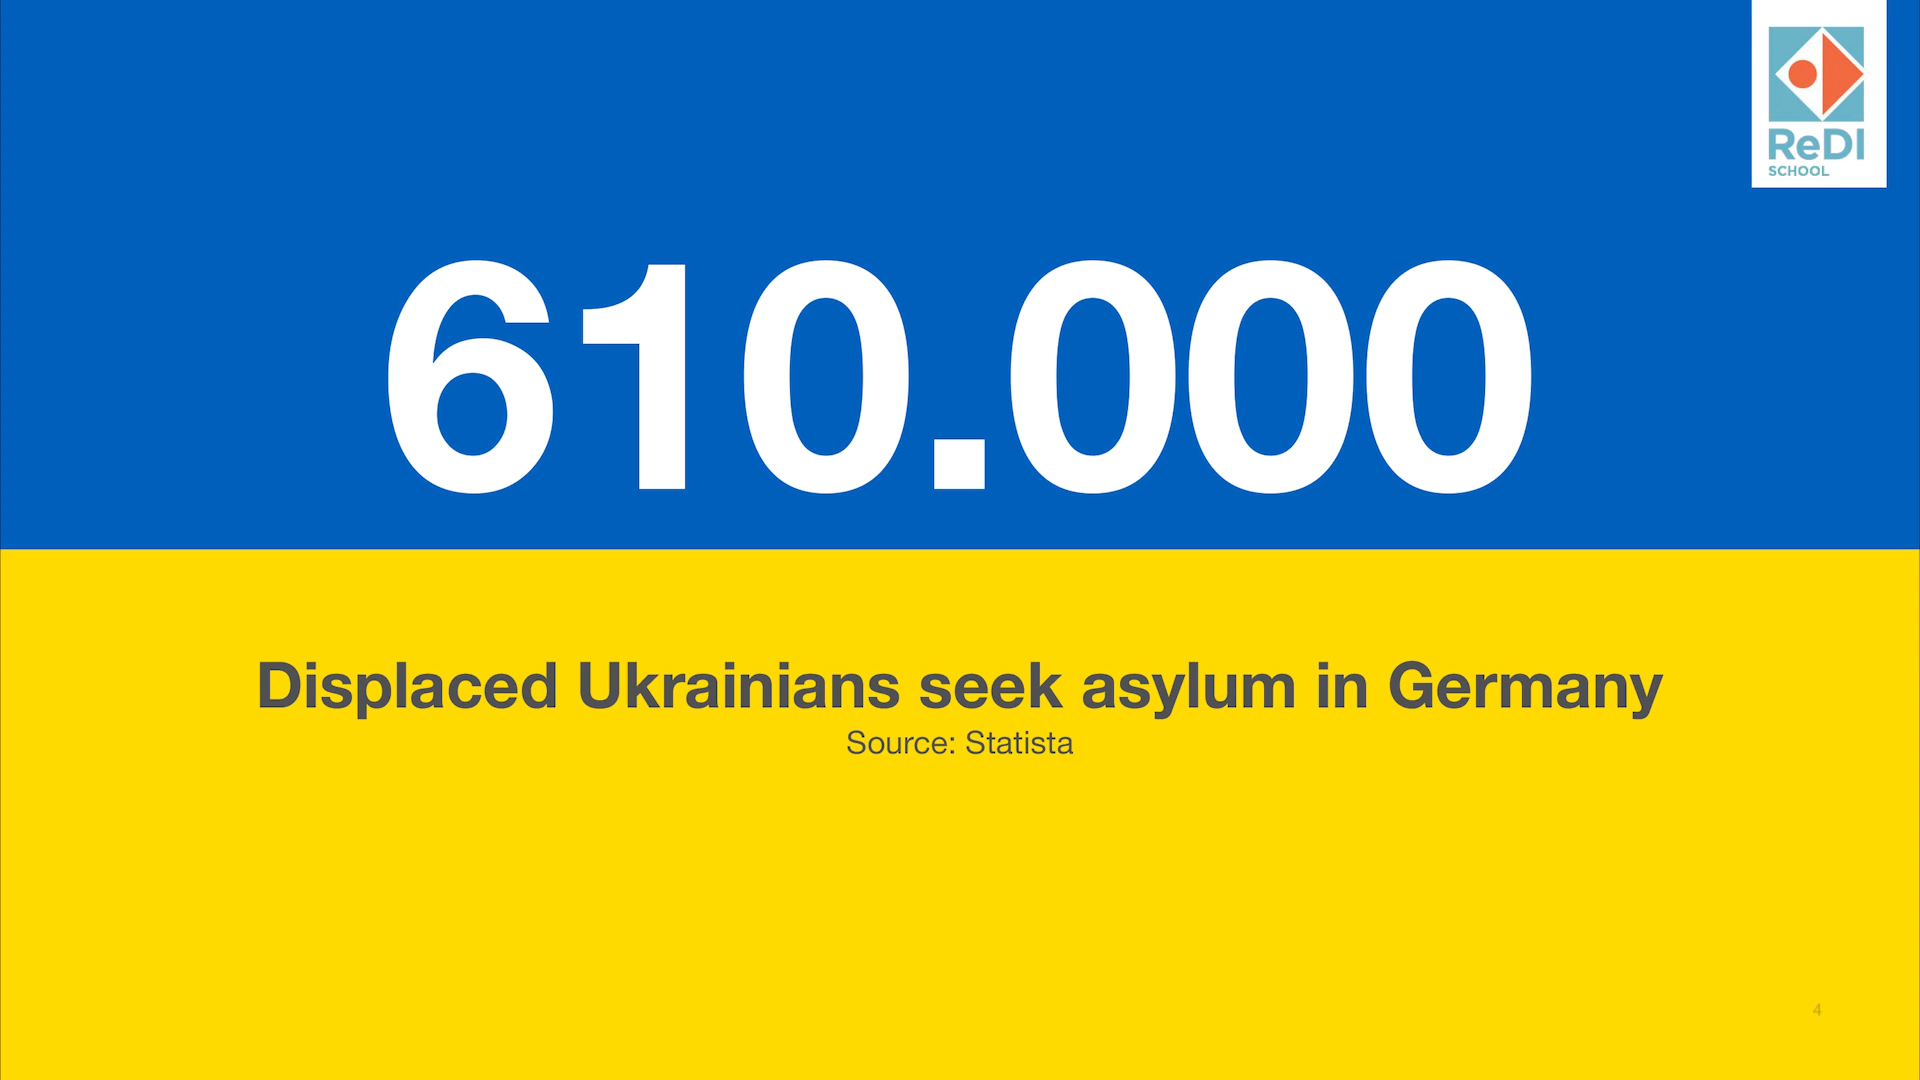 ReDI
SCHOOL
610.000
Displaced Ukrainians seek asylum in Germany
Source: Statista
4